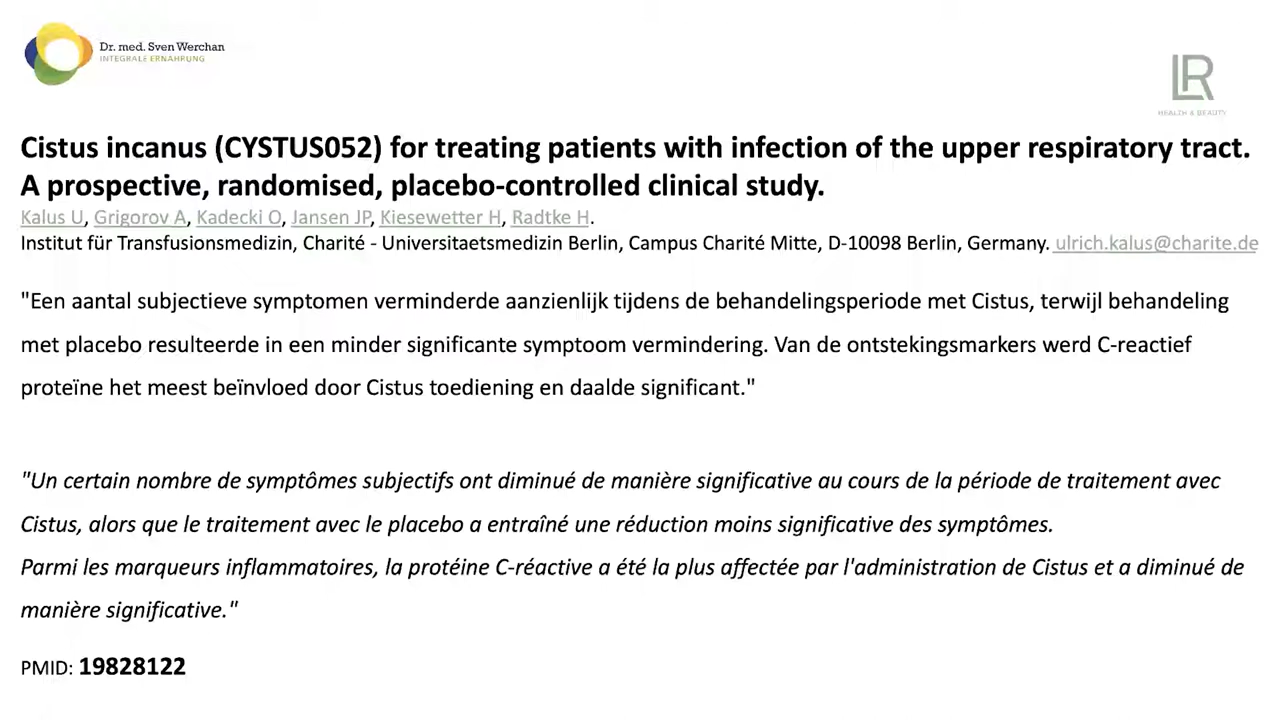 Dr. med. Sven Werchan
INTEGRALE ERNÄHRUNG
LR
HEALTH & BEAUTY
Cistus incanus (CYSTUS052) for treating patients with infection of the upper respiratory tract.
A prospective, randomised, placebo-controlled clinical study.
Kalus U, Grigorov A, Kadecki O, Jansen JP, Kiesewetter H, Radtke H.
Institut für Transfusionsmedizin, Charité - Universitaetsmedizin Berlin, Campus Charité Mitte, D-10098 Berlin, Germany. ulrich.kalus@charite.de
"Een aantal subjectieve symptomen verminderde aanzienlijk tijdens de behandelingsperiode met Cistus, terwijl behandeling
met placebo resulteerde in een minder significante symptoom vermindering. Van de ontstekingsmarkers werd C-reactief
proteïne het meest beïnvloed door Cistus toediening en daalde significant."
"Un certain nombre de symptômes subjectifs ont diminué de manière significative au cours de la période de traitement avec
Cistus, alors que le traitement avec le placebo a entraîné une réduction moins significative des symptômes.
Parmi les marqueurs inflammatoires, la protéine C-réactive a été la plus affectée par l'administration de Cistus et a diminué de
manière significative."
PMID: 19828122